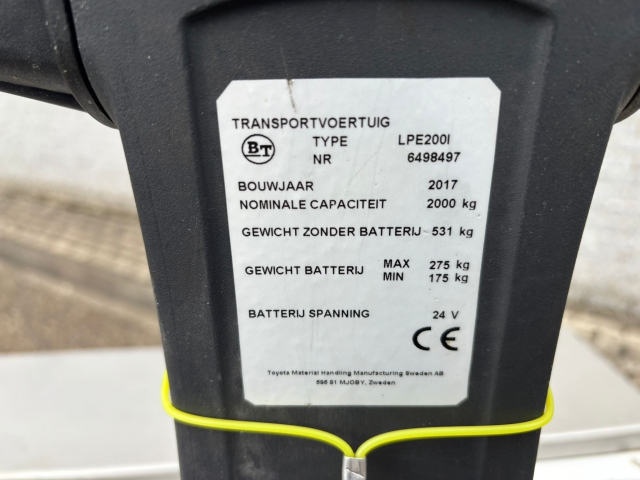 TRANSPORTVOERTUIG
BT
TYPE LPE200I
NR 6498497
BOUWJAAR 2017
NOMINALE CAPACITEIT 2000 kg
GEWICHT ZONDER BATTERIJ 531 kg
GEWICHT BATTERIJ MAX 275 kg
MIN 175 kg
BATTERIJ SPANNING 24 V
CE
Toyota Material Handling Manufacturing Sweden AB
595 81 MJOBY, Zweden